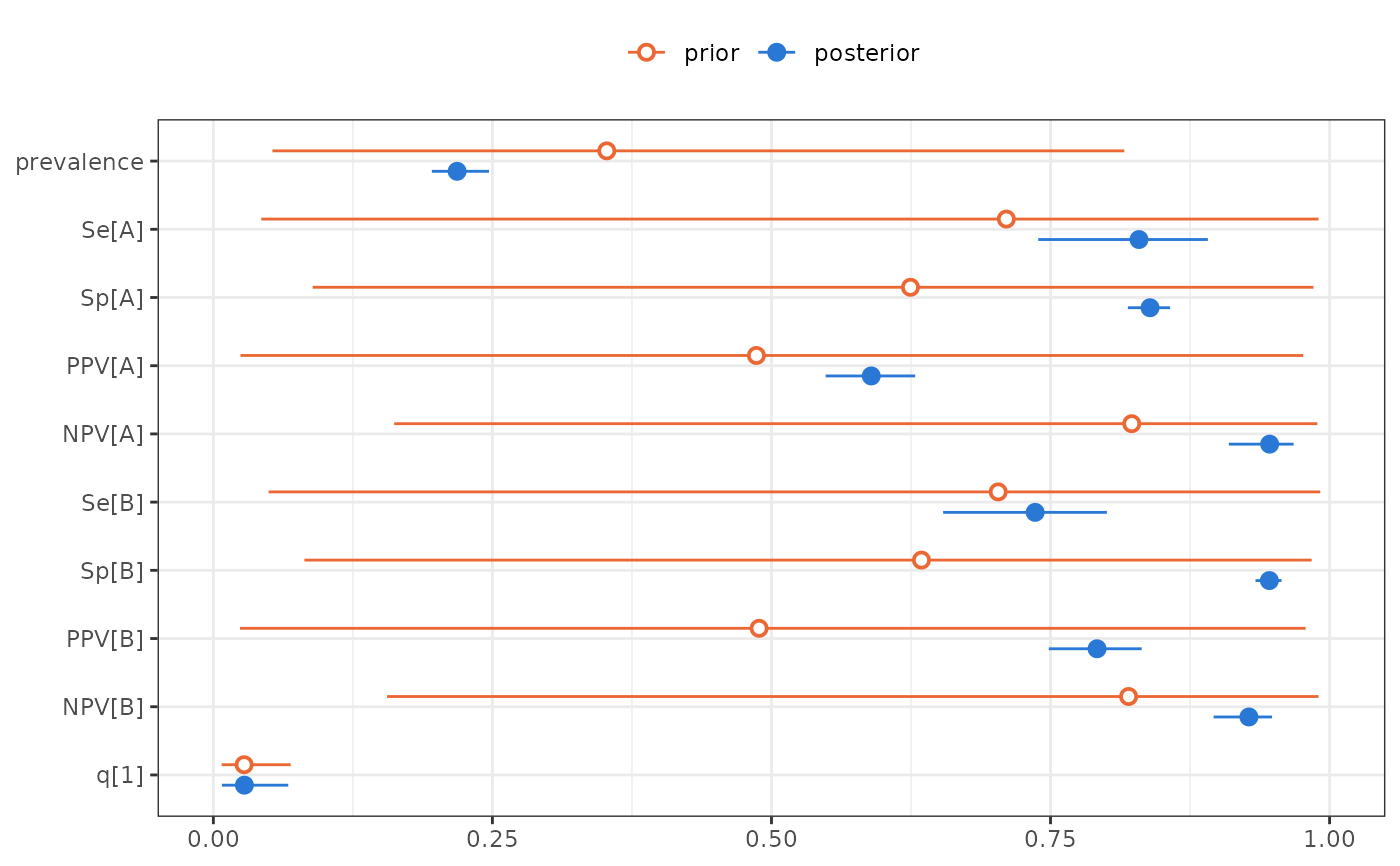 prior posterior
prevalence
Se[A]
Sp[A]
PPV[A]
NPV[A]
Se[B]
Sp[B]
PPV[B]
NPV[B]
q[1]
0.00 0.25 0.50 0.75 1.00